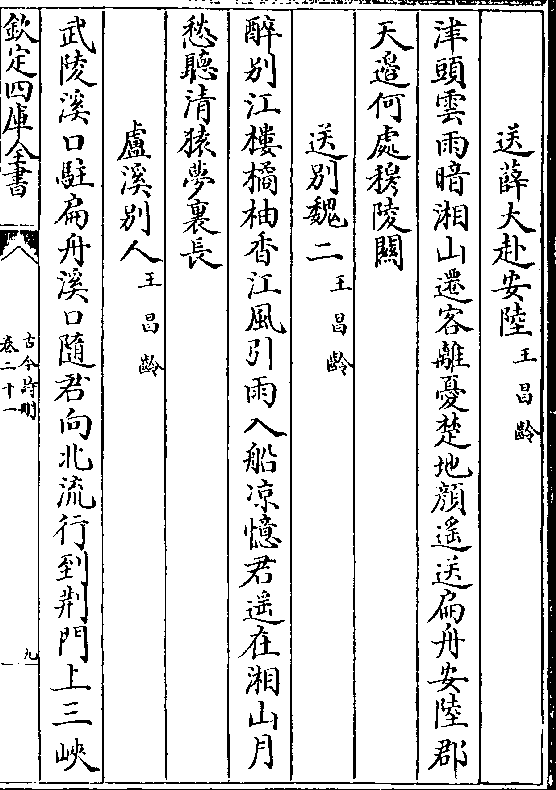 送薛大赴安陸 王昌齡
津頭雲雨暗湘山遷客離憂楚地顔遥送扁舟安陸郡
天邉何處穆陵關
送别魏二 王昌齡
醉别江樓橘柚香江風引雨入船凉憶君遥在湘山月
愁聽清猿夢裏長
盧溪别人 王昌齡
武陵溪口駐扁舟溪口隨君向北流行到荆門上三峽
欽定四庫全書
古今詩刪
卷二十一
九